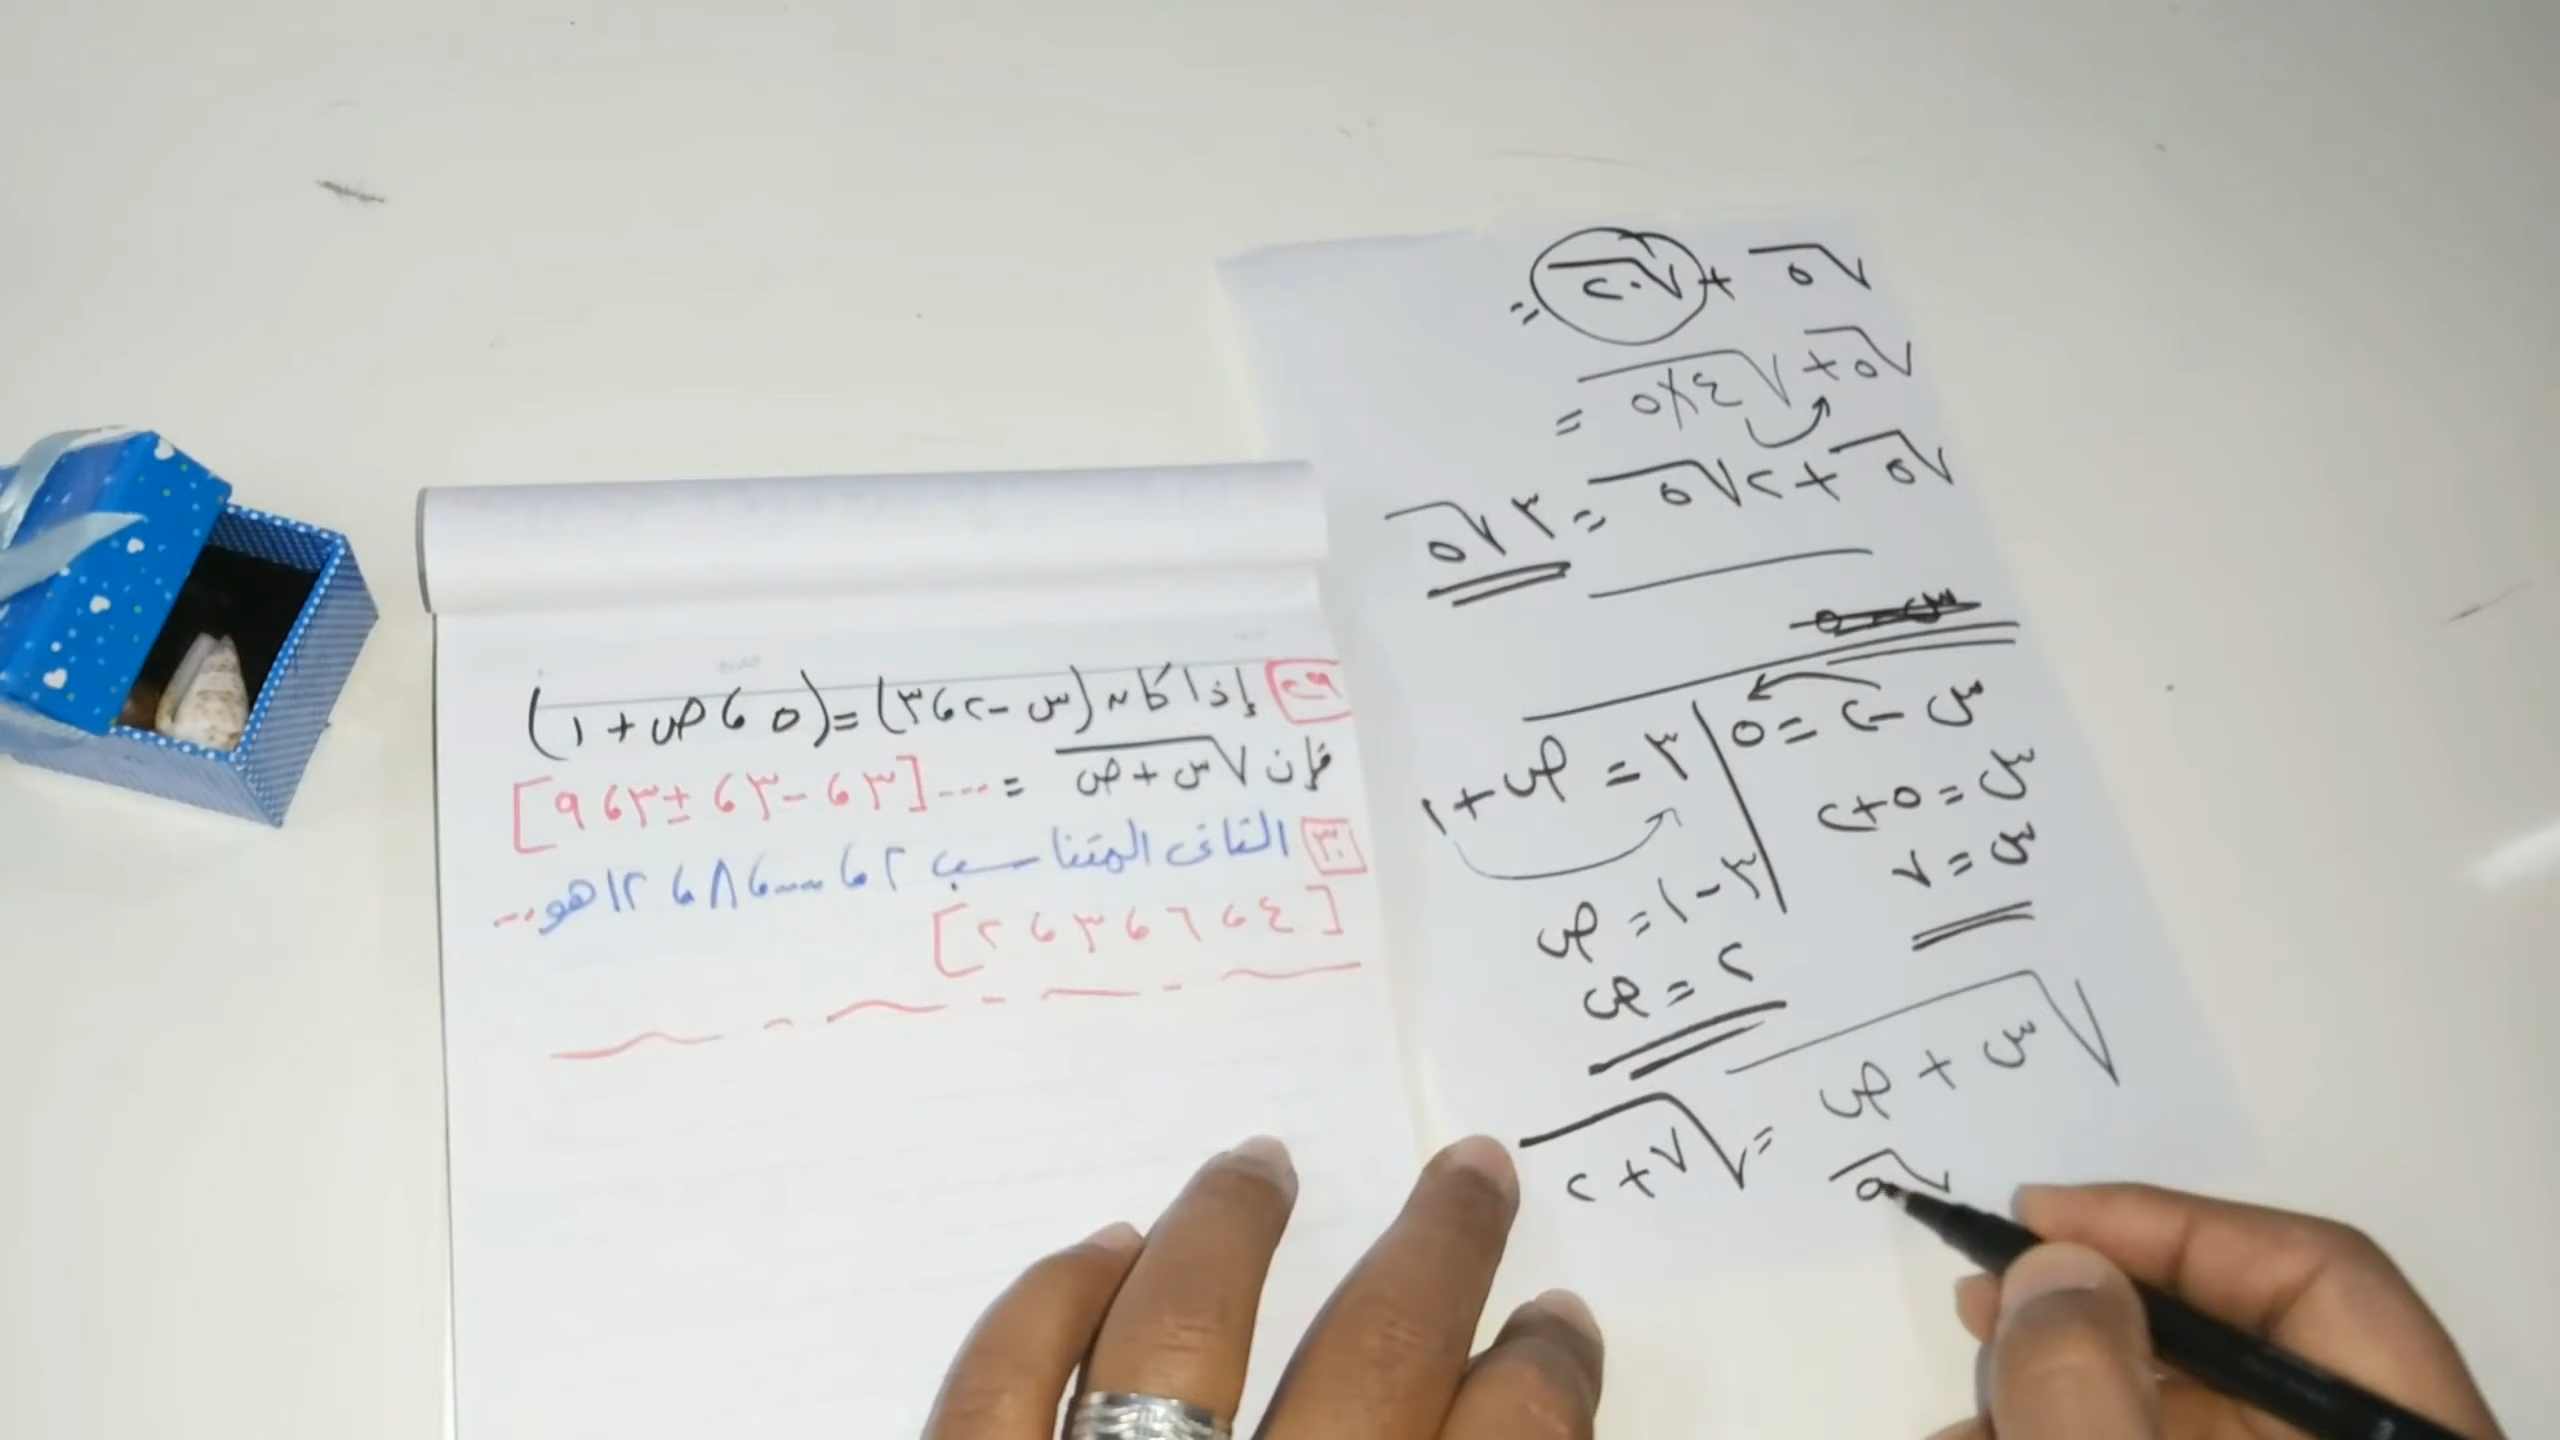 ٢٩ إذا كان (س-٢، ٣) = (٥، ص+١)
فإن √س+ص = ... [٣، -٣، ±٣، ٩]
٣٠ الثانى المتناسب ٢، ...، ٨، ١٢ هو ...
[٤، ٦، ٣، ٢]
√٥ + √٢٠ =
√٥ + √٤×٥ =
√٥ + ٢√٥ = ٣√٥
س-٢ = ٥
س = ٥+٢
س = ٧
٣ = ص+١
٣-١ = ص
٢ = ص
√س+ص = √٧+٢
√٩